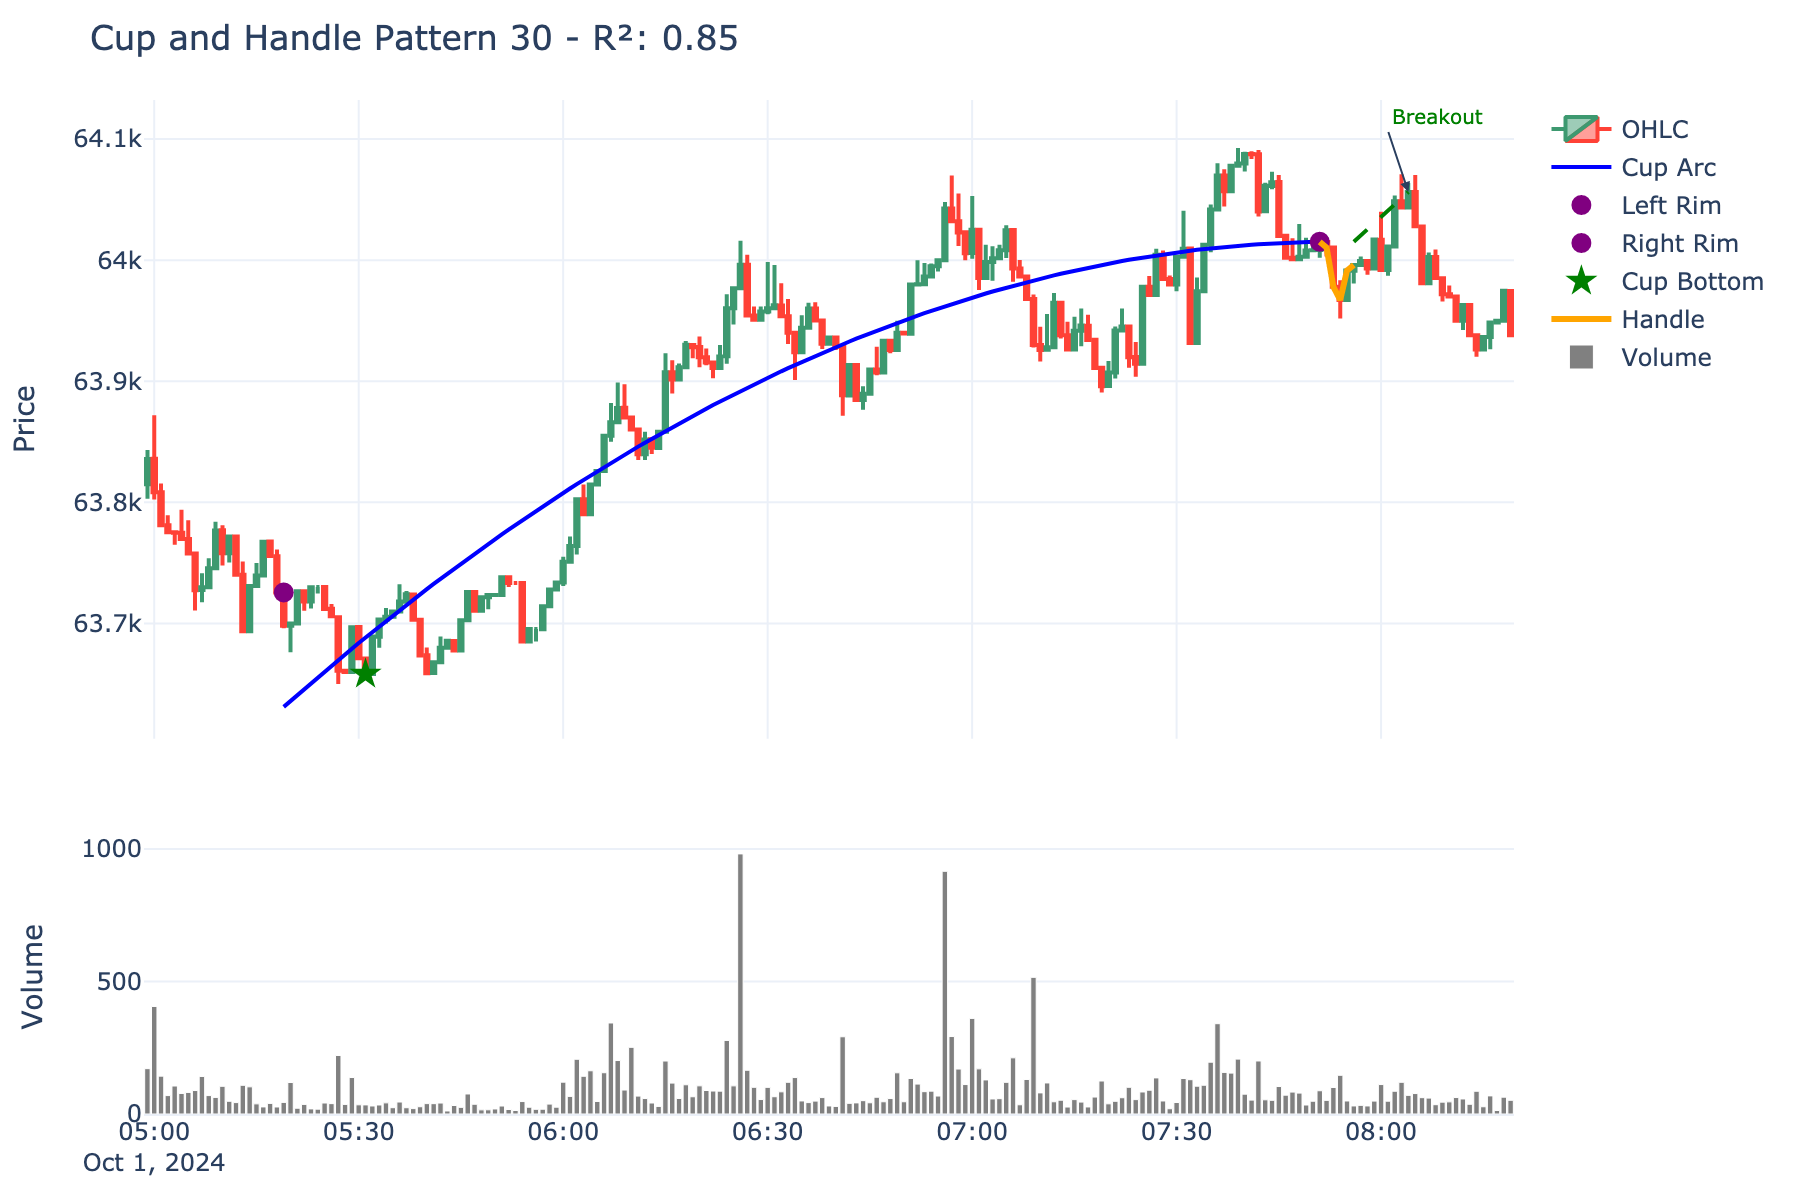 Cup and Handle Pattern 30 - R²: 0.85
Breakout
OHLC
Cup Arc
Left Rim
Right Rim
Cup Bottom
Handle
Volume
64.1k
64k
63.9k
63.8k
63.7k
Price
1000
500
0
Volume
05:00
05:30
06:00
06:30
07:00
07:30
08:00
Oct 1, 2024